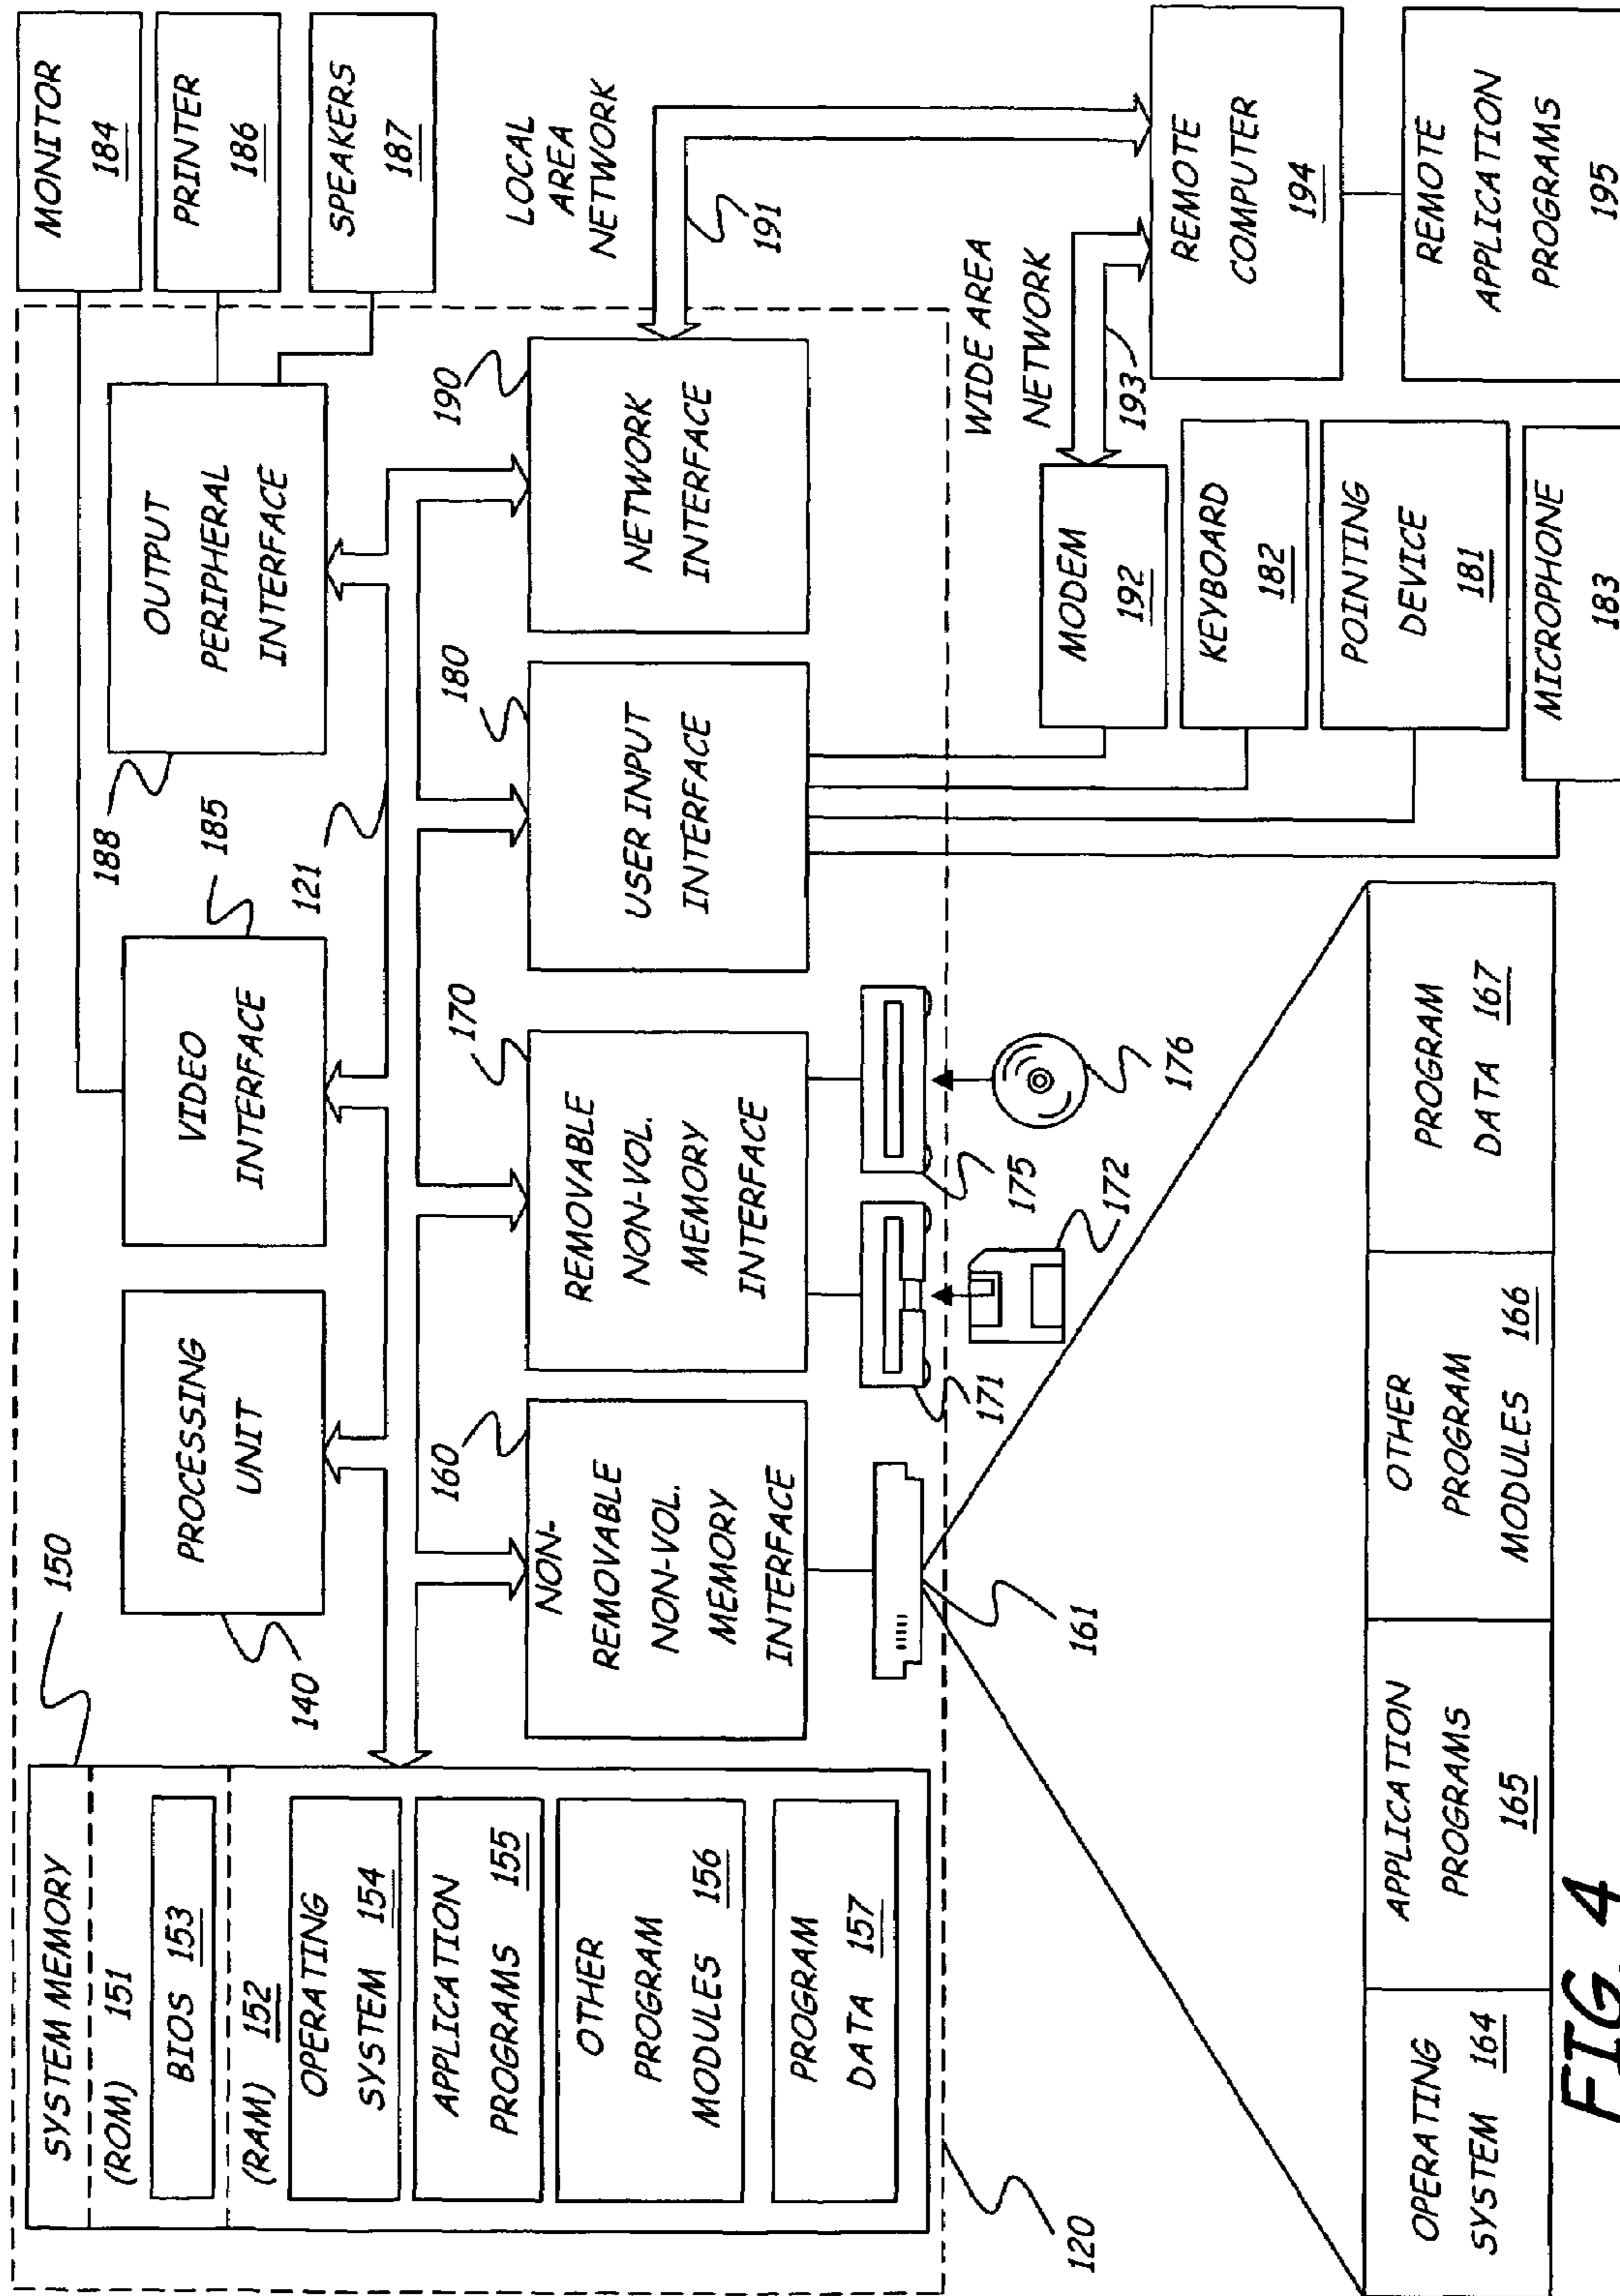 SYSTEM MEMORY
(ROM) 151
BIOS 153
(RAM) 152
OPERATING
SYSTEM 154
APPLICATION
PROGRAMS 155
OTHER
PROGRAM
MODULES 156
PROGRAM
DATA 157
150
140
PROCESSING
UNIT
VIDEO
INTERFACE
188
185
121
OUTPUT
PERIPHERAL
INTERFACE
MONITOR
184
PRINTER
186
SPEAKERS
187
160
NON-
REMOVABLE
NON-VOL.
MEMORY
INTERFACE
170
REMOVABLE
NON-VOL.
MEMORY
INTERFACE
180
USER INPUT
INTERFACE
190
NETWORK
INTERFACE
LOCAL
AREA
NETWORK
191
120
161
171
172
175
176
WIDE AREA
NETWORK
193
MODEM
192
KEYBOARD
182
POINTING
DEVICE
181
MICROPHONE
183
REMOTE
COMPUTER
194
REMOTE
APPLICATION
PROGRAMS
195
OPERATING
SYSTEM 164
APPLICATION
PROGRAMS
165
OTHER
PROGRAM
MODULES 166
PROGRAM
DATA 167
FIG. 4